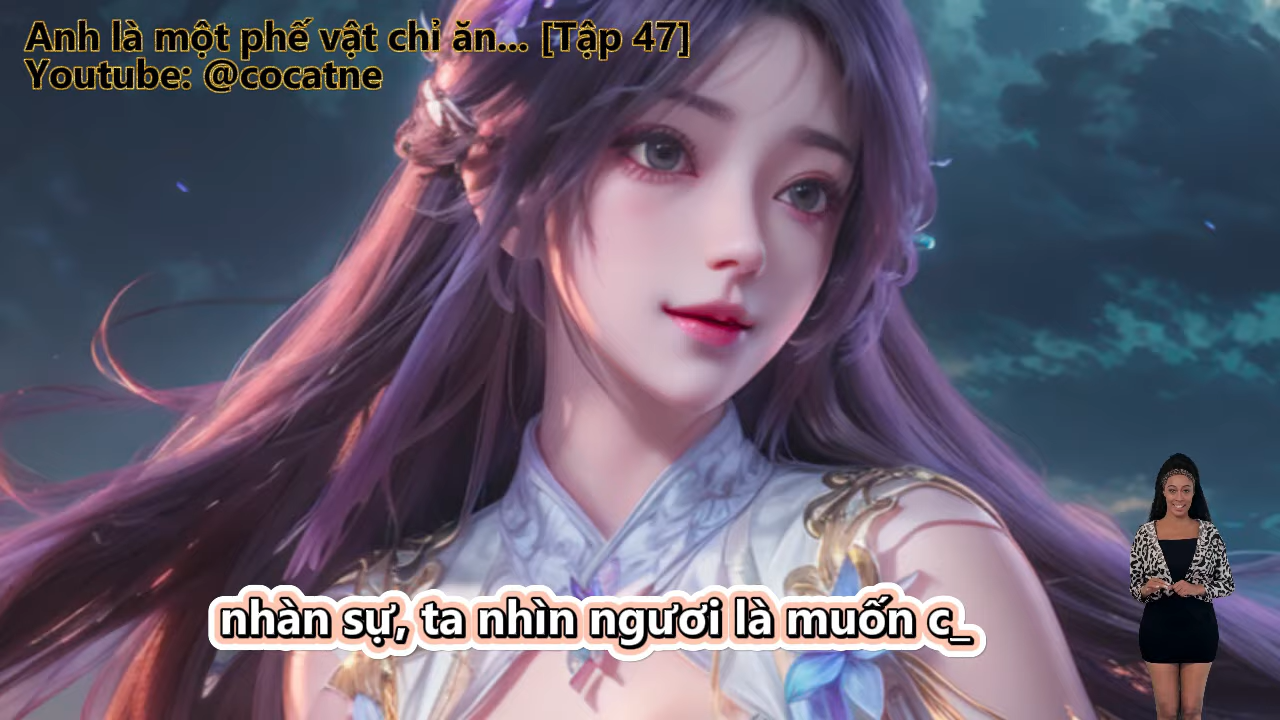 Anh là một phế vật chỉ ăn... [Tập 47]
Youtube: @cocatne
nhàn sự, ta nhìn ngươi là muốn c_